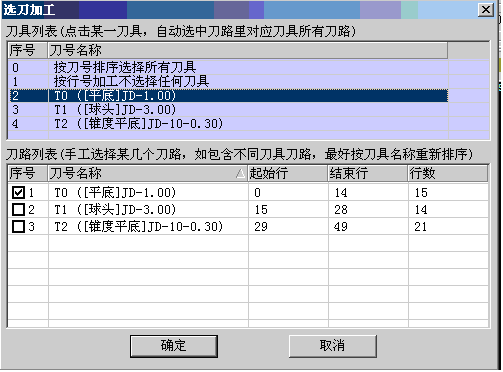 选刀加工
刀具列表(点击某一刀具，自动选中刀路里对应刀具所有刀路)
序号 刀号名称
0 按刀号排序选择所有刀具
1 按行号加工不选择任何刀具
2 T0 ([平底]JD-1.00)
3 T1 ([球头]JD-3.00)
4 T2 ([锥度平底]JD-10-0.30)
刀路列表(手工选择某几个刀路，如包含不同刀具刀路，最好按刀具名称重新排序)
序号 刀号名称 起始行 结束行 行数
1 T0 ([平底]JD-1.00) 0 14 15
2 T1 ([球头]JD-3.00) 15 28 14
3 T2 ([锥度平底]JD-10-0.30) 29 49 21
确定 取消